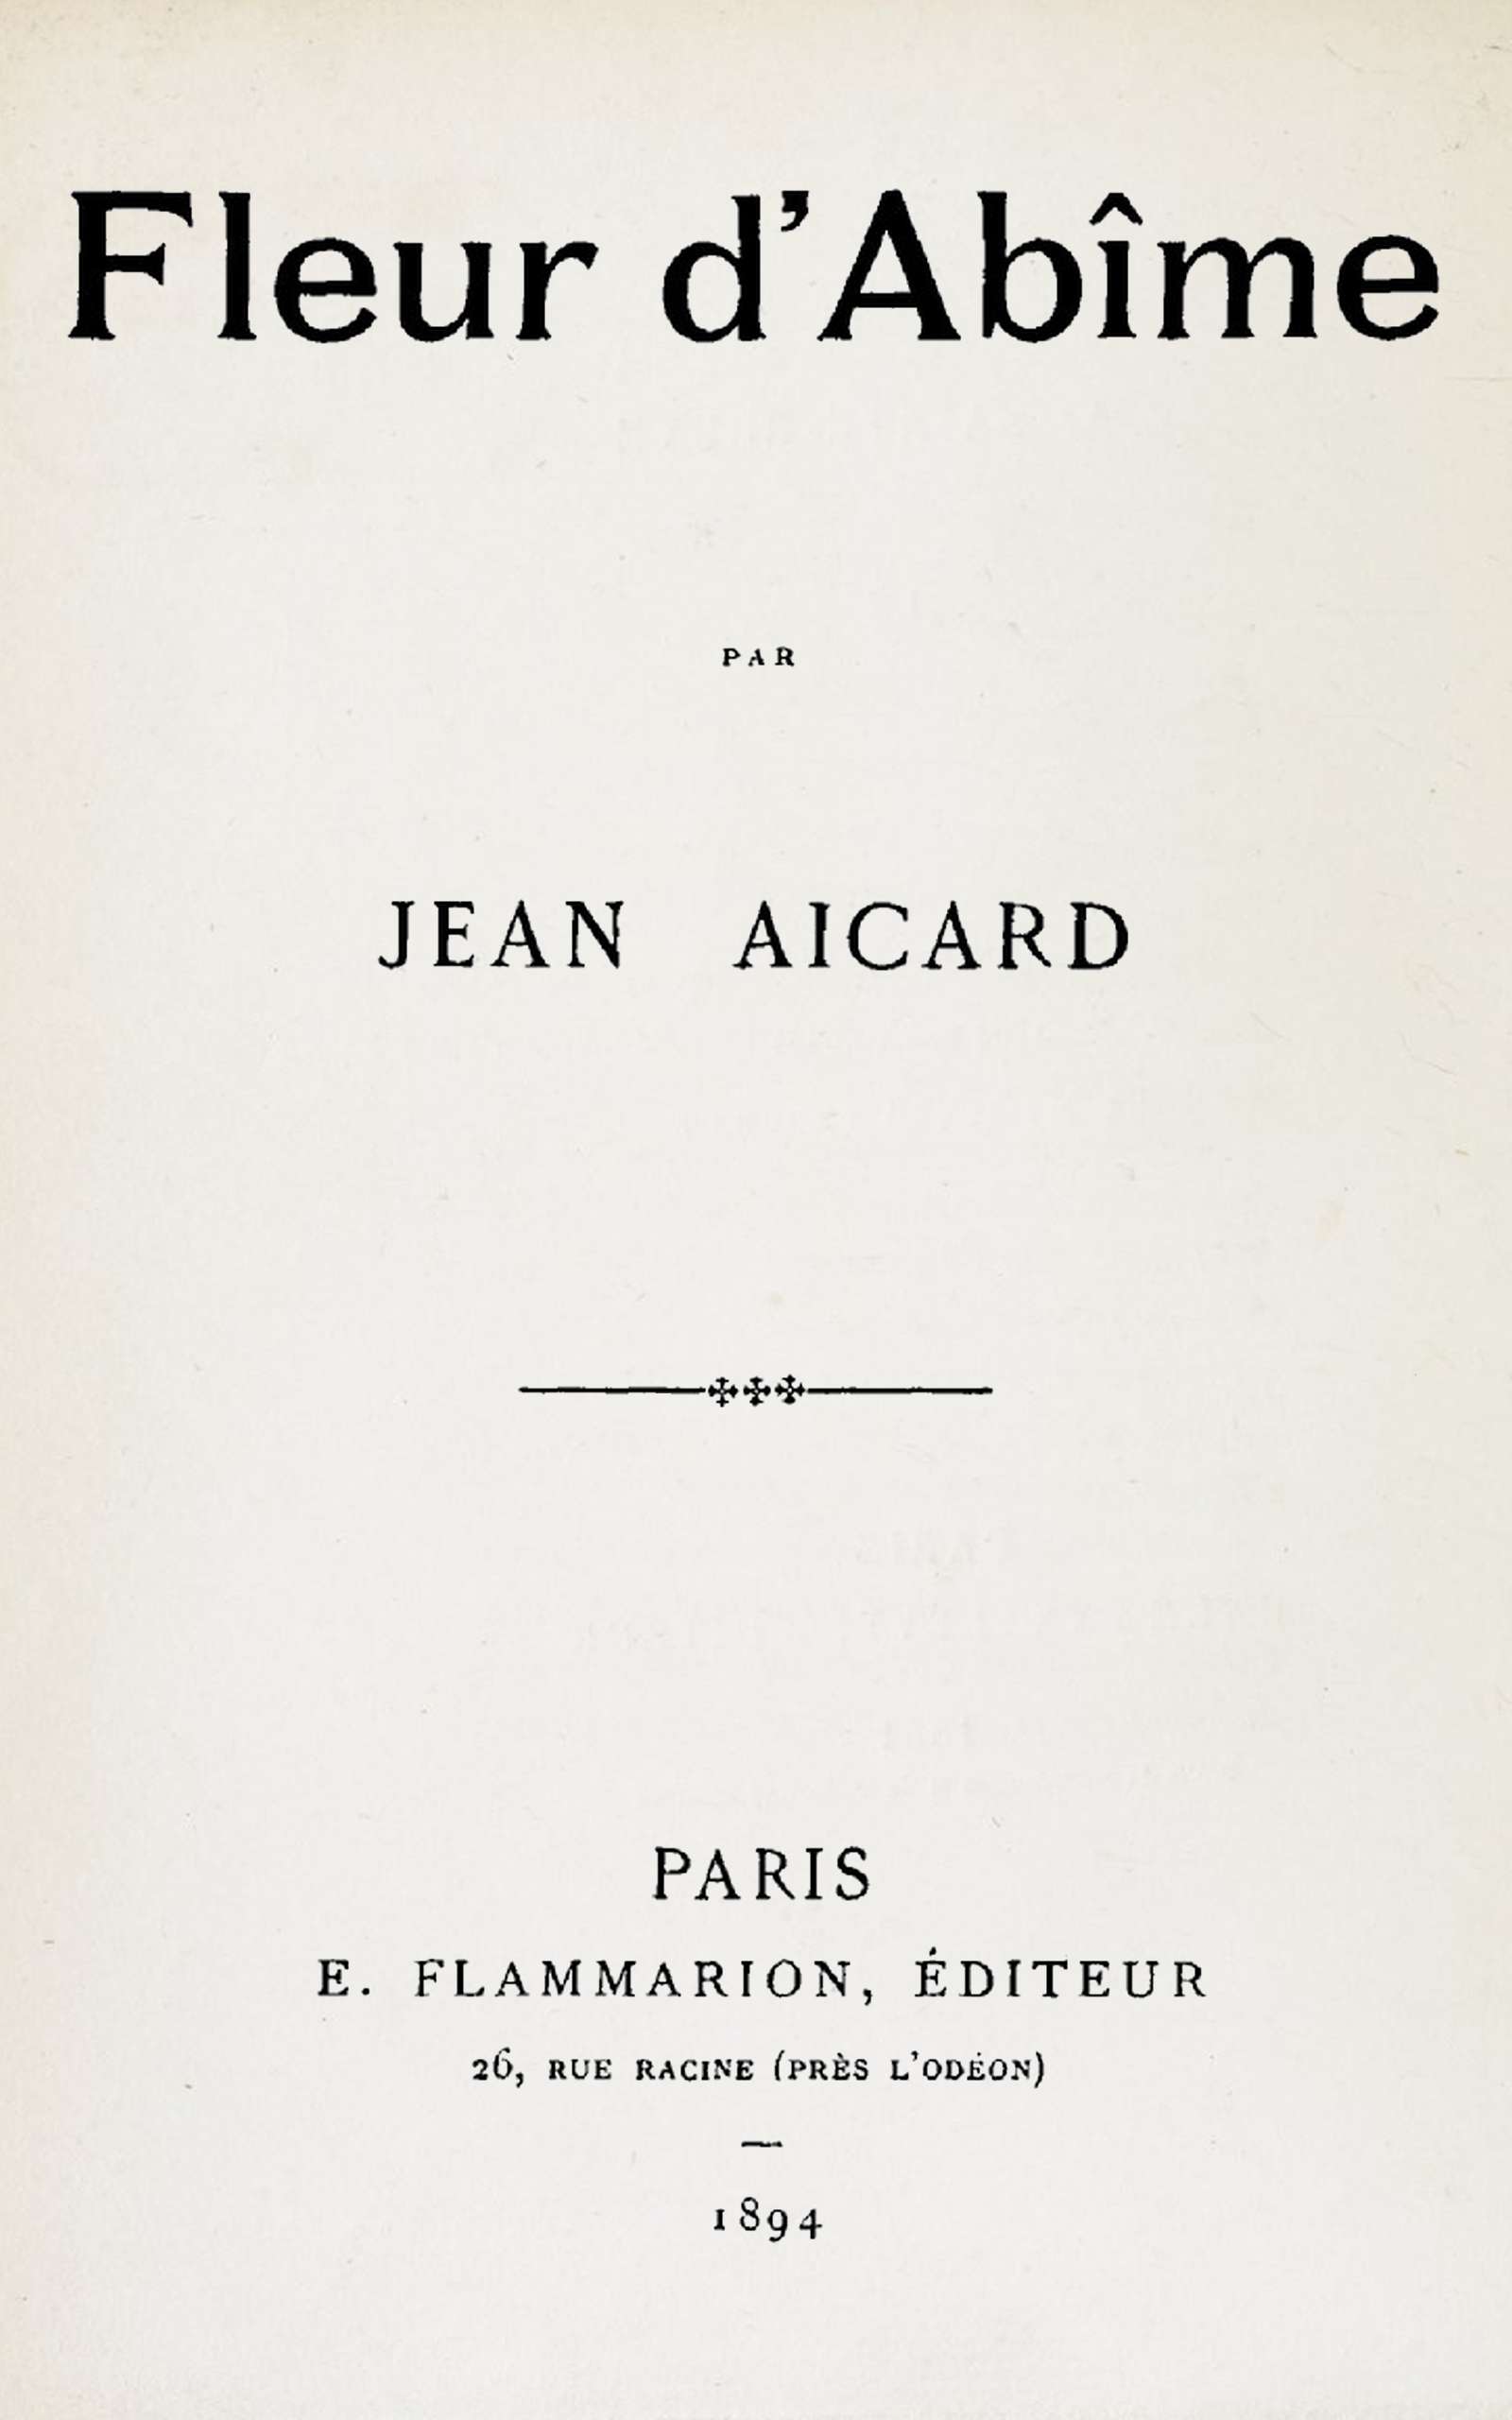 Fleur d'Abîme
PAR
JEAN AICARD
PARIS
E. FLAMMARION, ÉDITEUR
26, RUE RACINE (PRÈS L'ODÉON)
—
1894